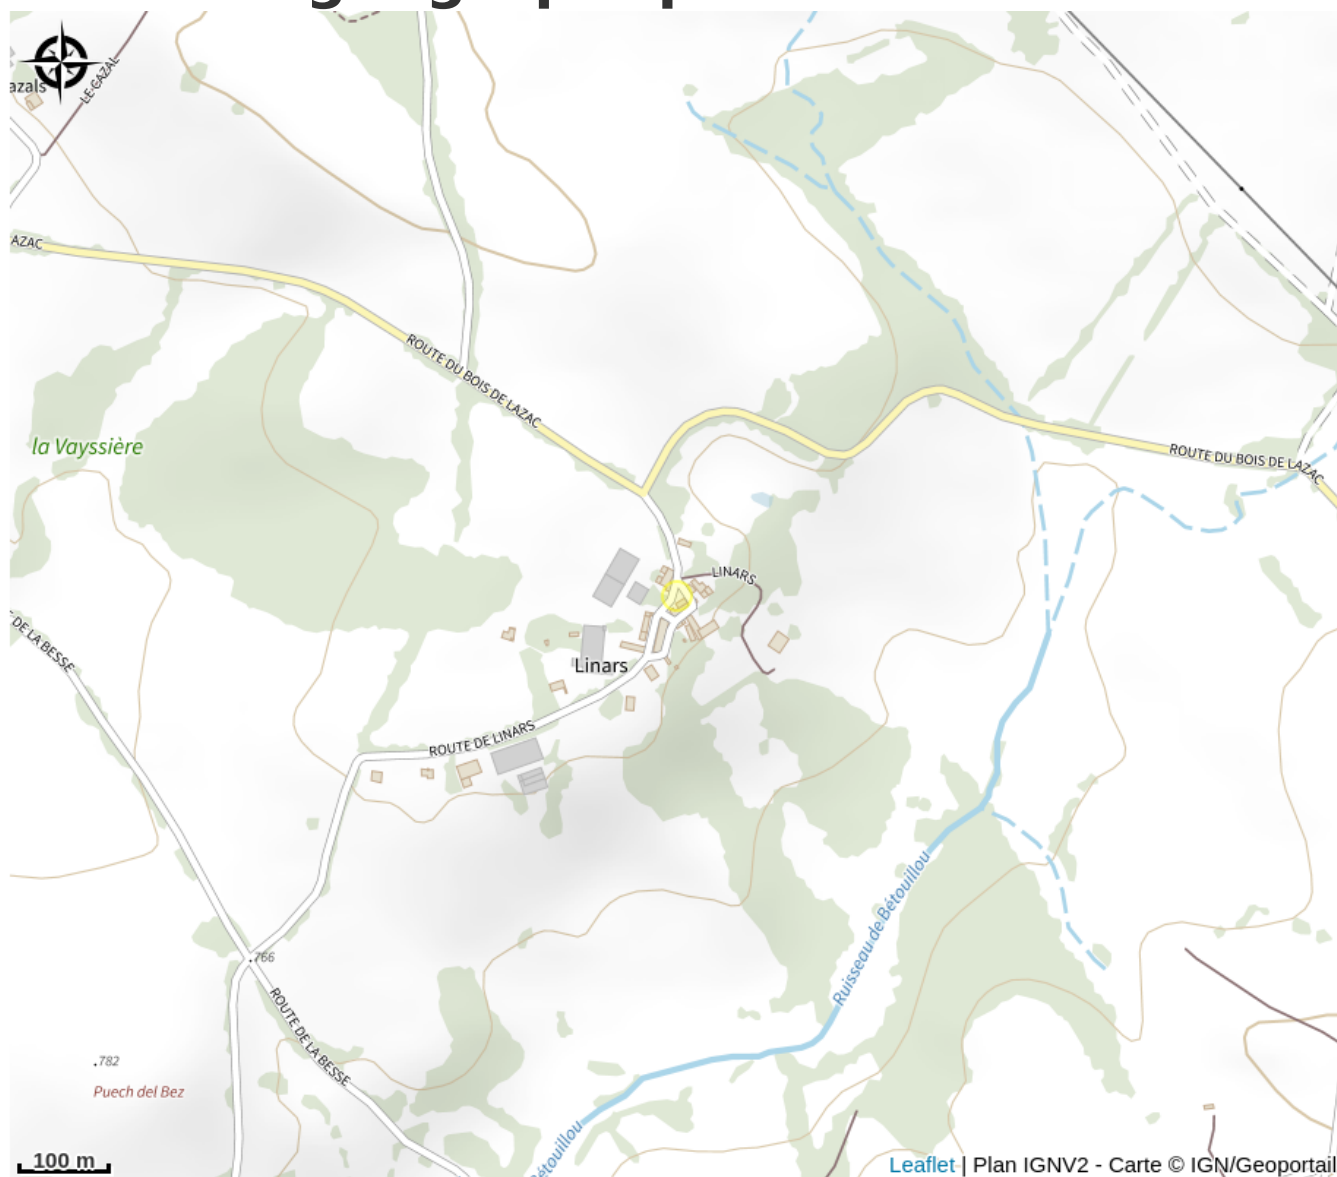 azals
LE CAZAL
AZAC
ROUTE DU BOIS DE LAZAC
la Vayssière
ROUTE DU BOIS DE LAZAC
LINARS
DE LA BESSE
Linars
ROUTE DE LINARS
Ruisseau de Bétouillou
766
ROUTE DE LA BESSE
782
Puech del Bez
Bétouillou
100 m
Leaflet | Plan IGNV2 - Carte © IGN/Geoportail